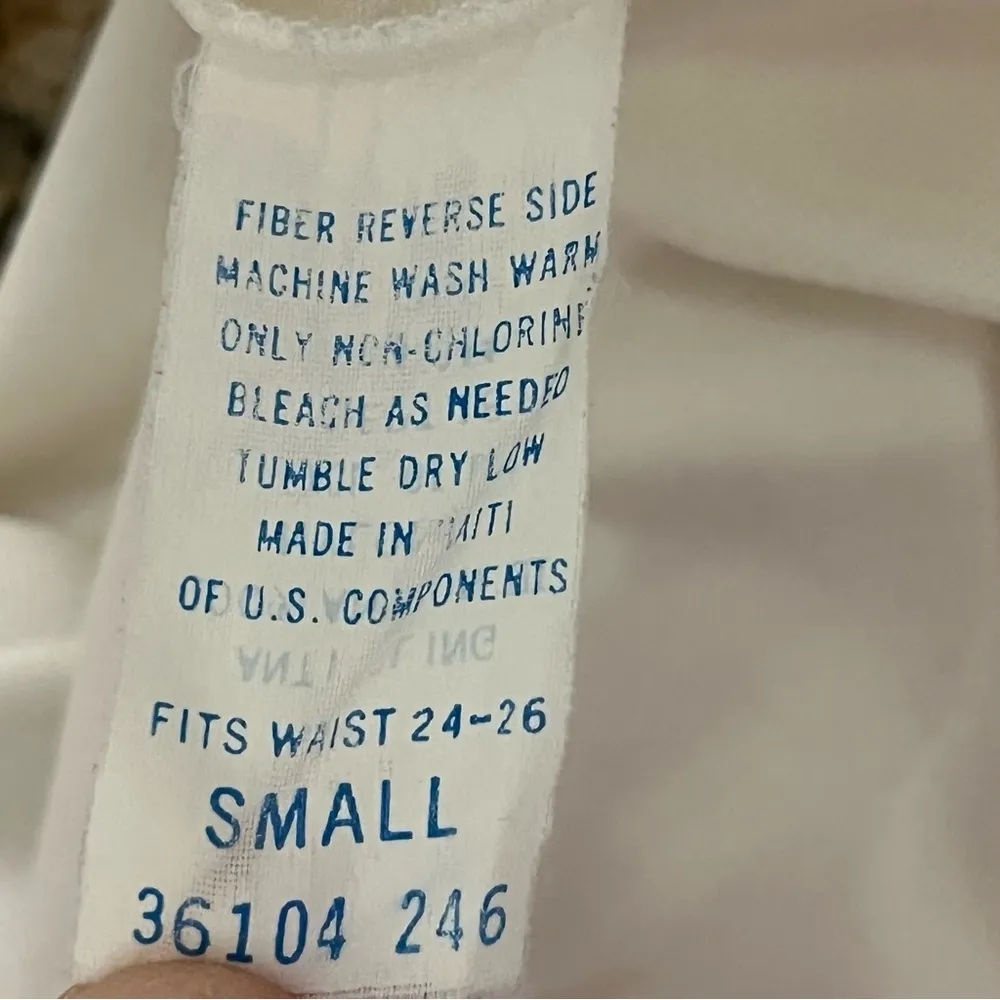 FIBER REVERSE SIDE
MACHINE WASH WARM
ONLY NON-CHLORINE
BLEACH AS NEEDED
TUMBLE DRY LOW
MADE IN HAITI
OF U.S. COMPONENTS
FITS WAIST 24-26
SMALL
36104 246